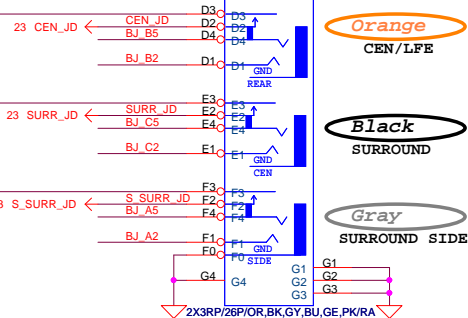 D3 D3
CEN_JD D2 D2
23 CEN_JD
BJ_B5 D4 D4
Orange
CEN/LFE
BJ_B2 D1 D1
GND
REAR
E3 E3
SURR_JD E2 E2
23 SURR_JD
BJ_C5 E4 E4
Black
SURROUND
BJ_C2 E1 E1
GND
CEN
F3 F3
S_SURR_JD F2 F2
3 S_SURR_JD
BJ_A5 F4 F4
Gray
SURROUND SIDE
BJ_A2 F1 F1
GND
F0 F0
SIDE
G4 G4
G1 G1
G2 G2
G3 G3
2X3RP/26P/OR,BK,GY,BU,GE,PK/RA